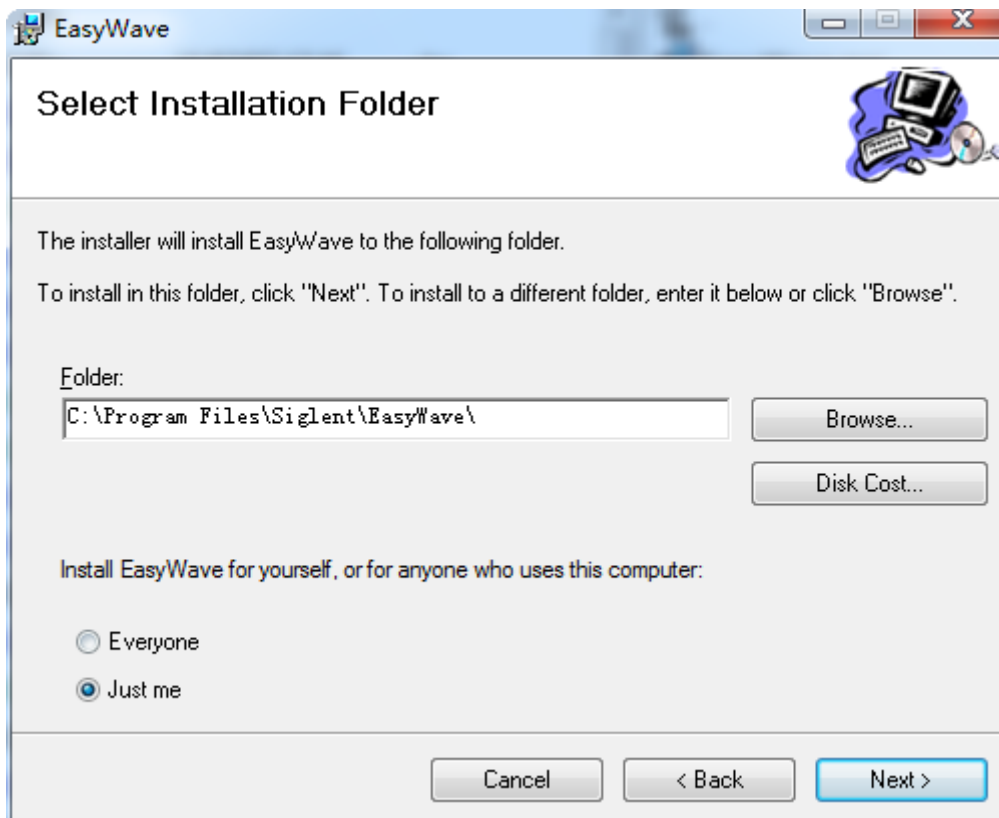 EasyWave
Select Installation Folder
The installer will install EasyWave to the following folder.
To install in this folder, click "Next". To install to a different folder, enter it below or click "Browse".
Folder:
C:\Program Files\Siglent\EasyWave\
Browse...
Disk Cost...
Install EasyWave for yourself, or for anyone who uses this computer:
Everyone
Just me
Cancel
< Back
Next >